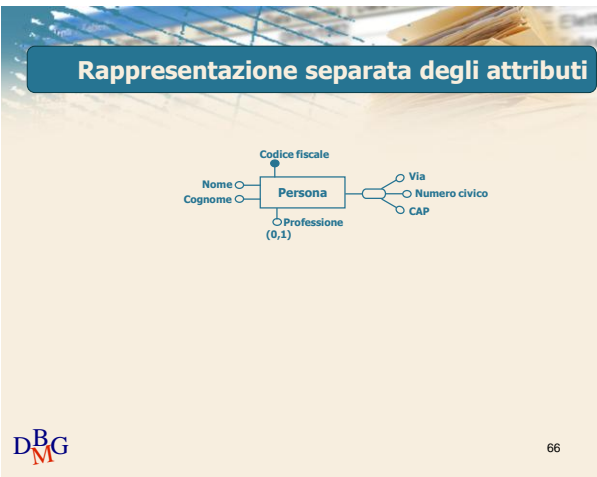 Rappresentazione separata degli attributi
Codice fiscale
Nome
Cognome
Persona
Via
Numero civico
CAP
Professione
(0,1)
DBMG
66